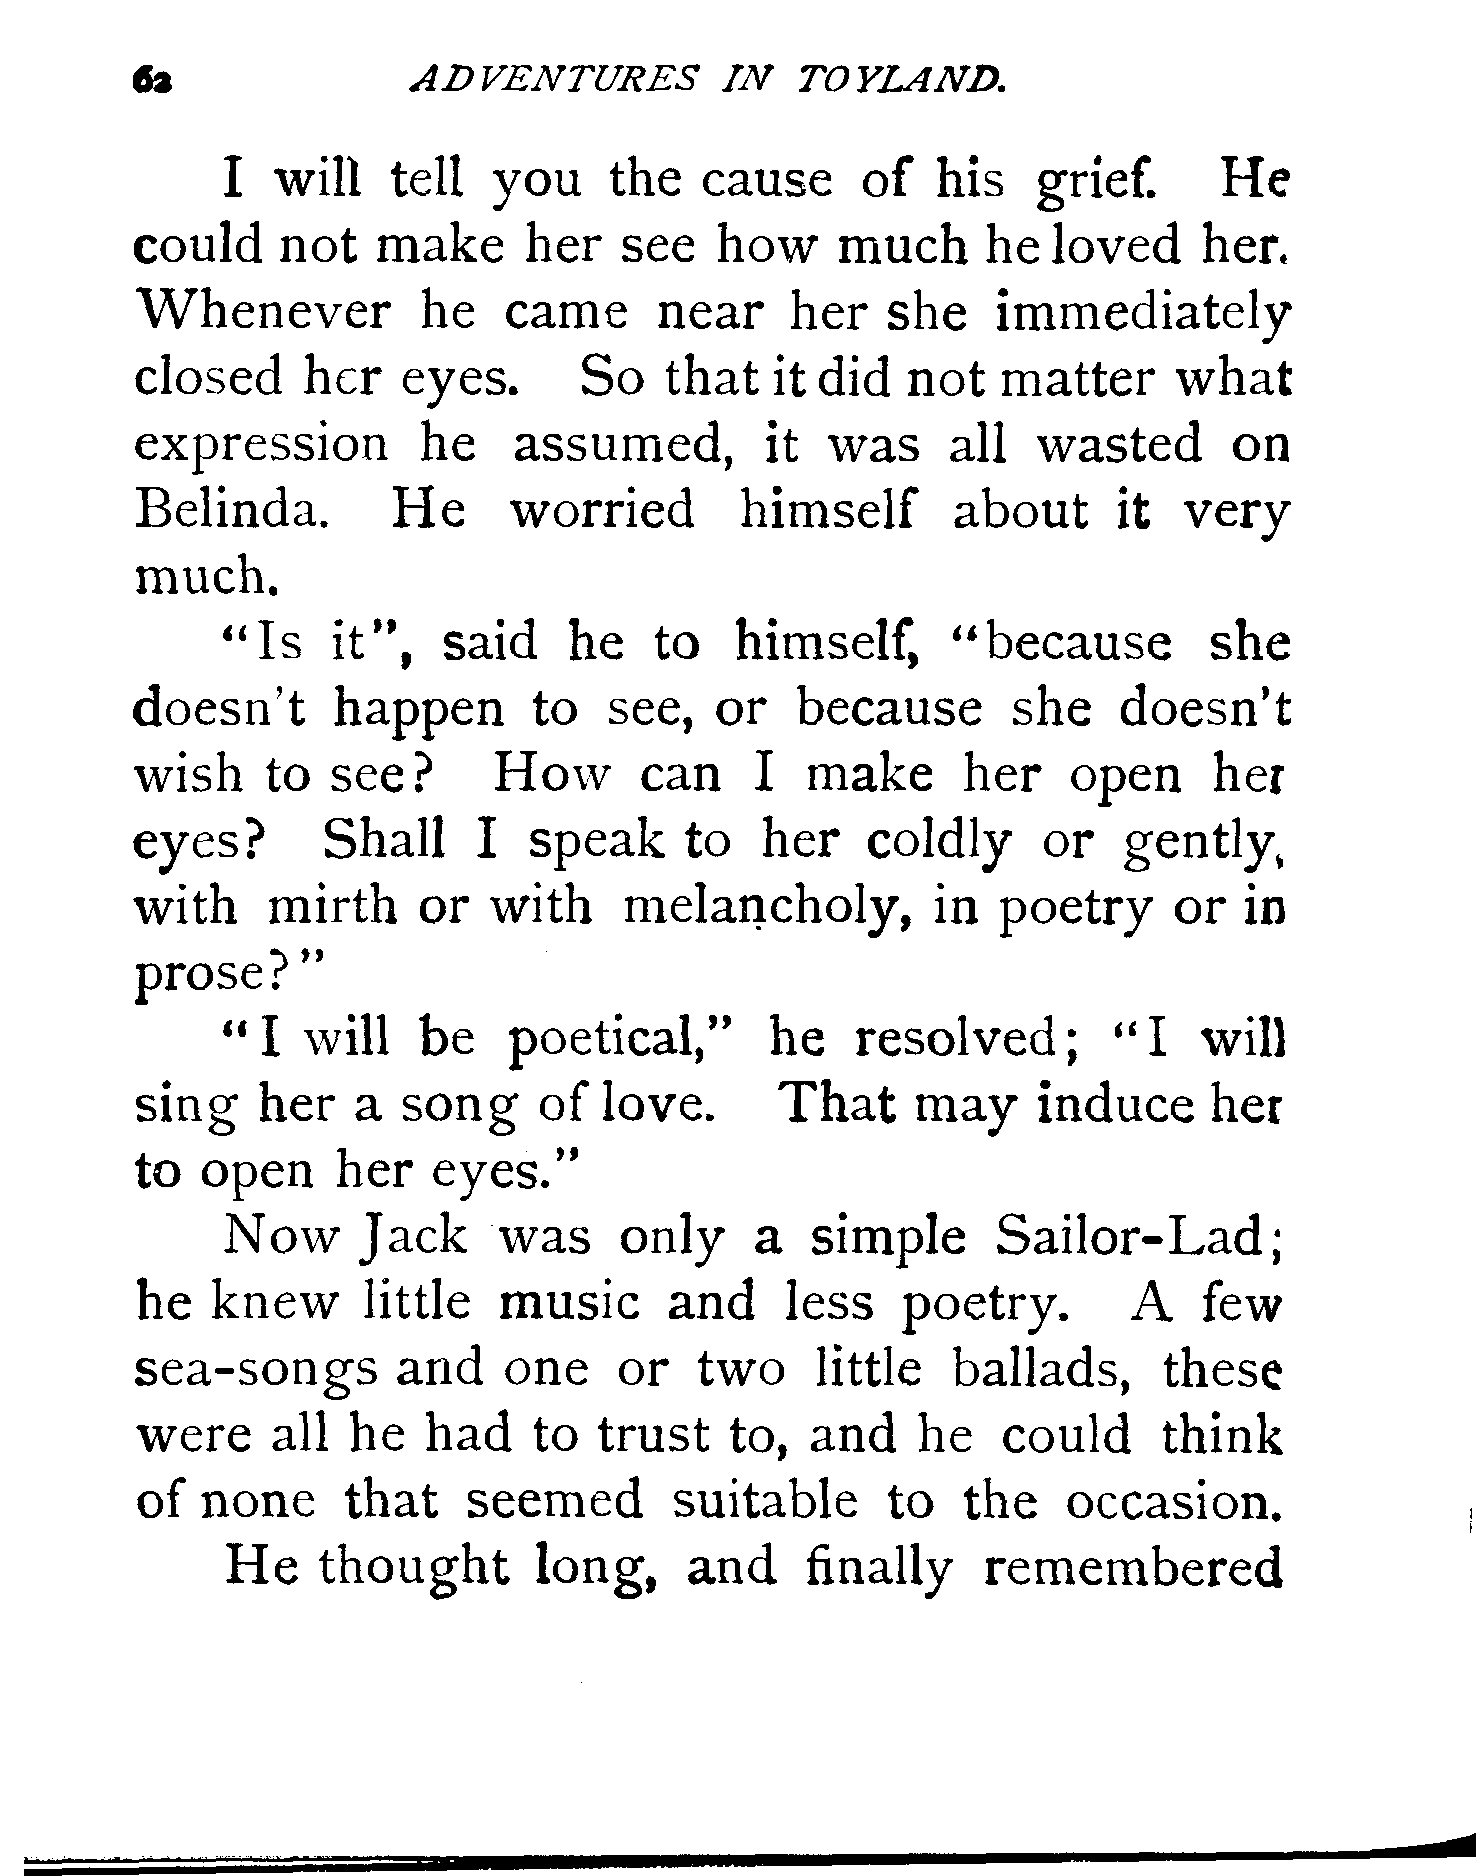 62 ADVENTURES IN TOYLAND.
I will tell you the cause of his grief. He
could not make her see how much he loved her.
Whenever he came near her she immediately
closed her eyes. So that it did not matter what
expression he assumed, it was all wasted on
Belinda. He worried himself about it very
much.
"Is it", said he to himself, "because she
doesn't happen to see, or because she doesn't
wish to see? How can I make her open her
eyes? Shall I speak to her coldly or gently,
with mirth or with melancholy, in poetry or in
prose?"
"I will be poetical," he resolved; "I will
sing her a song of love. That may induce her
to open her eyes."
Now Jack was only a simple Sailor-Lad;
he knew little music and less poetry. A few
sea-songs and one or two little ballads, these
were all he had to trust to, and he could think
of none that seemed suitable to the occasion.
He thought long, and finally remembered